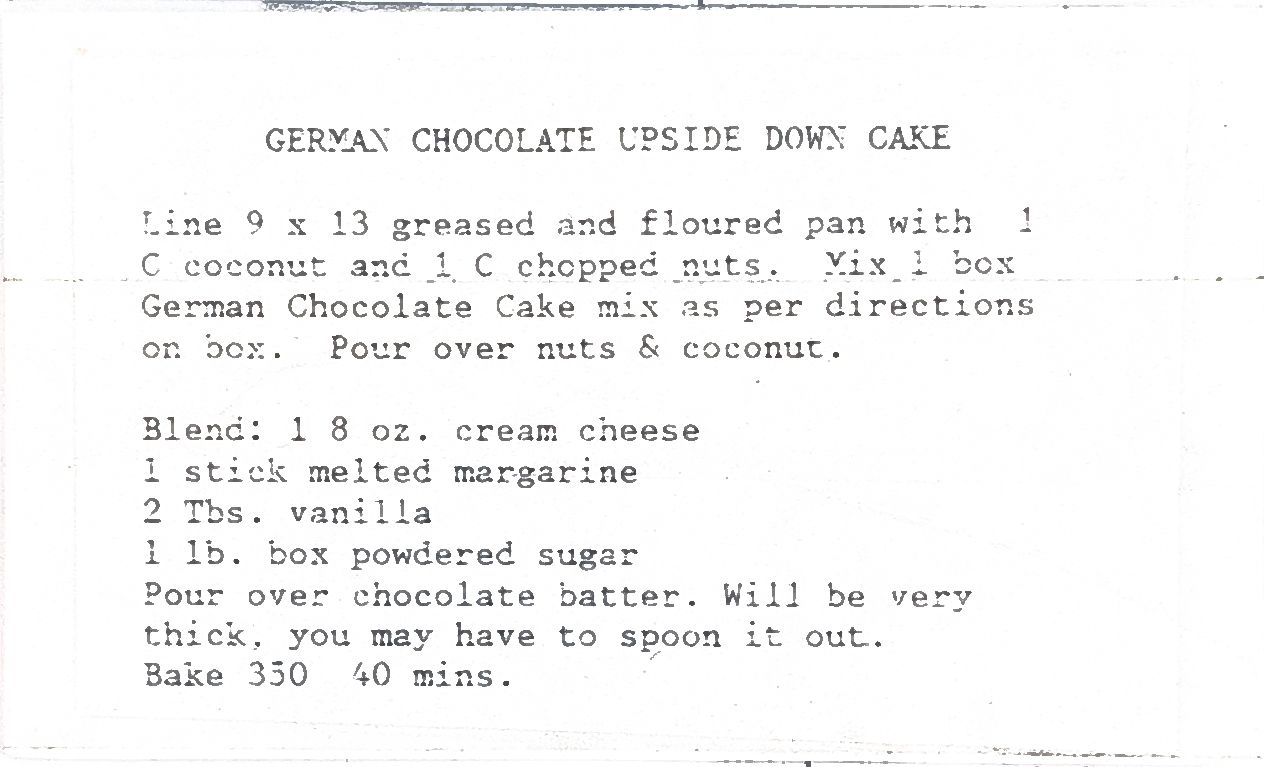 GERMAN CHOCOLATE UPSIDE DOWN CAKE
Line 9 x 13 greased and floured pan with 1
C coconut and 1 C chopped nuts. Mix 1 box
German Chocolate Cake mix as per directions
on box. Pour over nuts & coconut.
Blend: 1 8 oz. cream cheese
1 stick melted margarine
2 Tbs. vanilla
1 lb. box powdered sugar
Pour over chocolate batter. Will be very
thick, you may have to spoon it out.
Bake 350 40 mins.